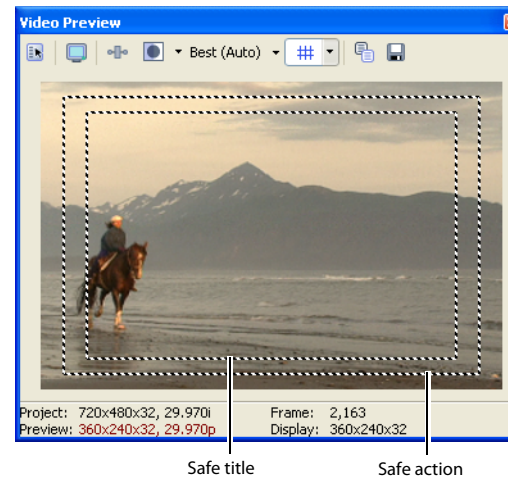 Video Preview
Best (Auto)
Project: 720x480x32, 29.970i Frame: 2,163
Preview: 360x240x32, 29.970p Display: 360x240x32
Safe title Safe action